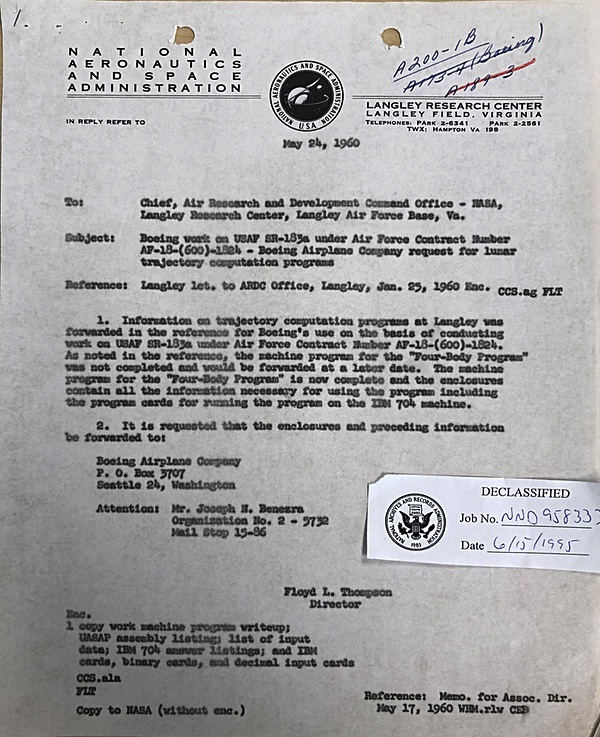 1.
A200-1B
A173-4 (Boeing)
A189-3
NATIONAL
AERONAUTICS
AND SPACE
ADMINISTRATION
NATIONAL AERONAUTICS AND SPACE ADMINISTRATION
U.S.A.
LANGLEY RESEARCH CENTER
LANGLEY FIELD, VIRGINIA
TELEPHONES: PARK 2-6341 PARK 2-2561
TWX: HAMPTON VA 198
IN REPLY REFER TO
May 24, 1960
To: Chief, Air Research and Development Command Office - NASA,
Langley Research Center, Langley Air Force Base, Va.
Subject: Boeing work on USAF SR-183a under Air Force Contract Number
AF-18-(600)-1824 - Boeing Airplane Company request for lunar
trajectory computation programs
Reference: Langley let. to ARDC Office, Langley, Jan. 25, 1960 Enc. CCS.ag FLT
1. Information on trajectory computation programs at Langley was
forwarded in the reference for Boeing's use on the basis of conducting
work on USAF SR-183a under Air Force Contract Number AF-18-(600)-1824.
As noted in the reference, the machine program for the "Four-Body Program"
was not completed and would be forwarded at a later date. The machine
program for the "Four-Body Program" is now complete and the enclosures
contain all the information necessary for using the program including
the program cards for running the program on the IBM 704 machine.
2. It is requested that the enclosures and preceding information
be forwarded to:
Boeing Airplane Company
P. O. Box 3707
Seattle 24, Washington
Attention: Mr. Joseph N. Benezra
Organization No. 2 - 5732
Mail Stop 15-86
NATIONAL ARCHIVES AND RECORDS ADMINISTRATION
1985
DECLASSIFIED
Job No. NND958333
Date 6/15/1995
Floyd L. Thompson
Director
Enc.
1 copy work machine program writeup;
UASAP assembly listing; list of input
data; IBM 704 answer listings; and IBM
cards, binary cards, and decimal input cards
CCS.ala
FLT
Copy to NASA (without enc.)
Reference: Memo. for Assoc. Dir.
May 17, 1960 WHM.rlw CEB